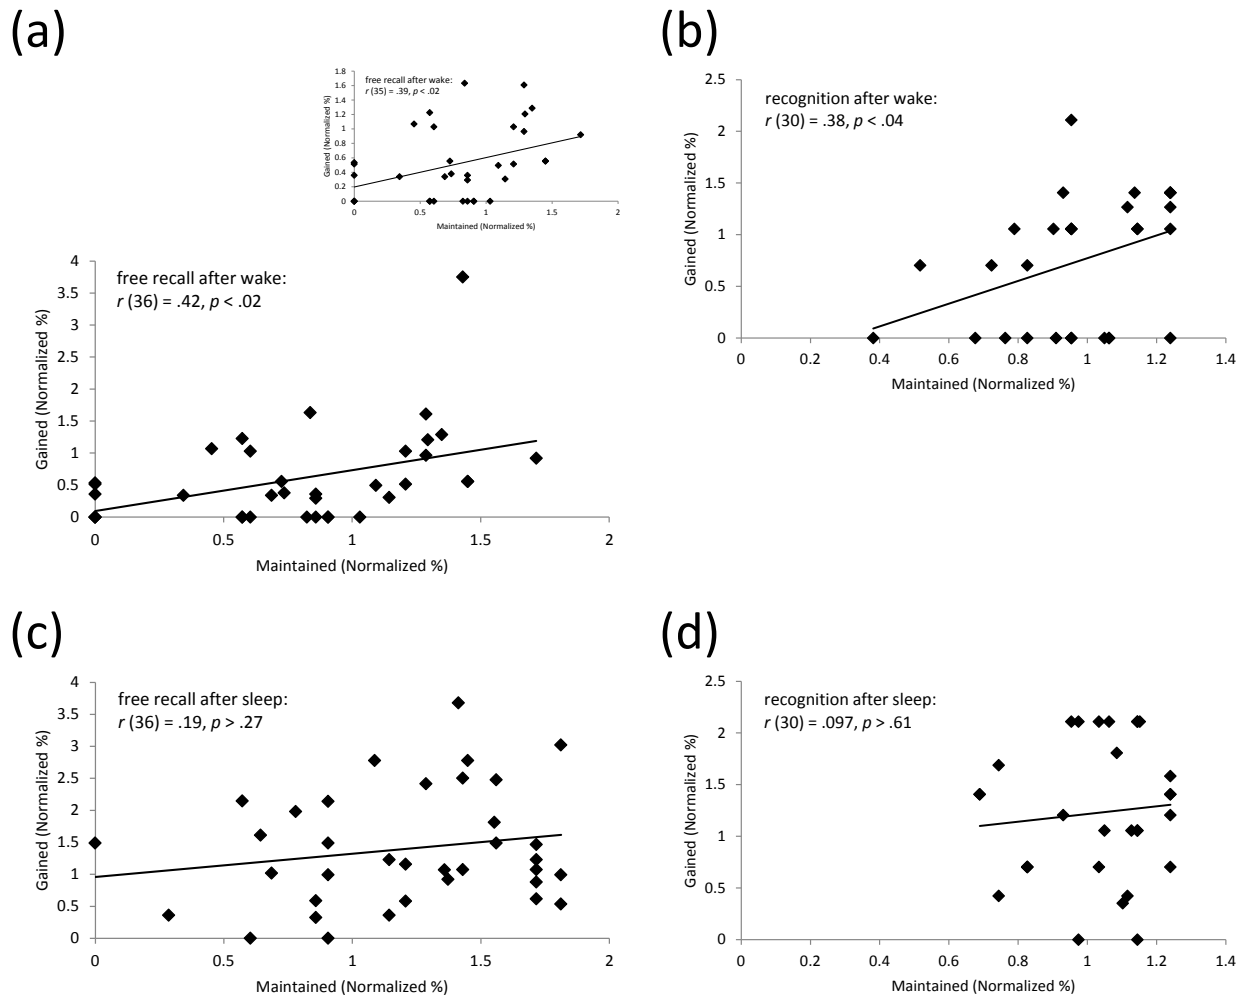 (a)
free recall after wake:
r (35) = .39, p < .02
Gained (Normalized %)
1.8
1.6
1.4
1.2
1
0.8
0.6
0.4
0.2
0
0 0.5 1 1.5 2
Maintained (Normalized %)
free recall after wake:
r (36) = .42, p < .02
Gained (Normalized %)
4
3.5
3
2.5
2
1.5
1
0.5
0
0 0.5 1 1.5 2
Maintained (Normalized %)
(b)
recognition after wake:
r (30) = .38, p < .04
Gained (Normalized %)
2.5
2
1.5
1
0.5
0
0 0.2 0.4 0.6 0.8 1 1.2 1.4
Maintained (Normalized %)
(c)
free recall after sleep:
r (36) = .19, p > .27
Gained (Normalized %)
4
3.5
3
2.5
2
1.5
1
0.5
0
0 0.5 1 1.5 2
Maintained (Normalized %)
(d)
recognition after sleep:
r (30) = .097, p > .61
Gained (Normalized %)
2.5
2
1.5
1
0.5
0
0 0.2 0.4 0.6 0.8 1 1.2 1.4
Maintained (Normalized %)